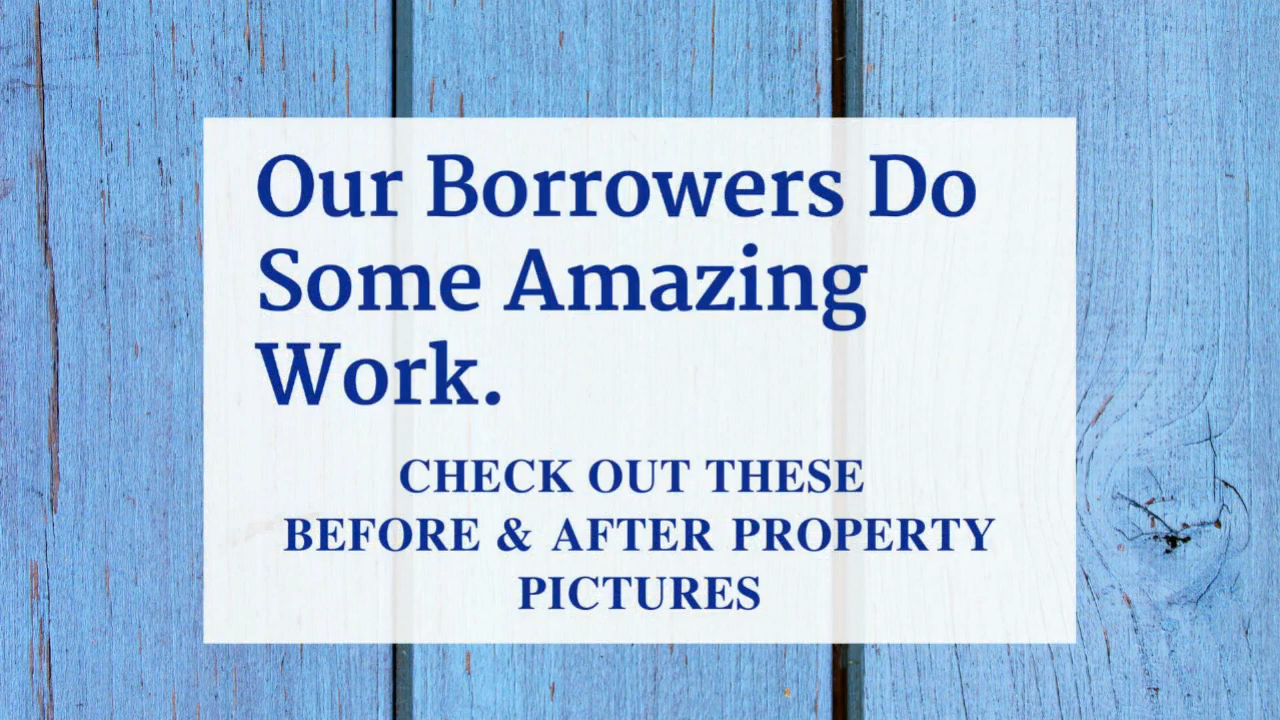 Our Borrowers Do
Some Amazing
Work.
CHECK OUT THESE
BEFORE & AFTER PROPERTY
PICTURES